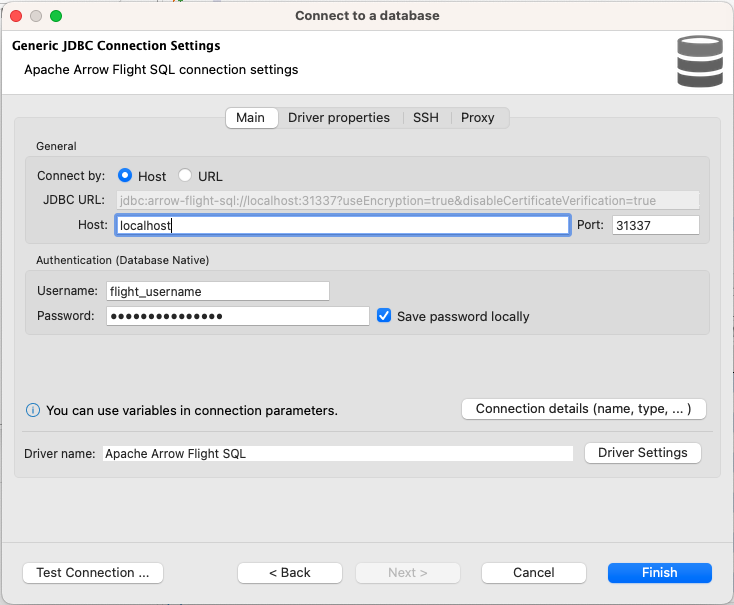 Connect to a database
Generic JDBC Connection Settings
Apache Arrow Flight SQL connection settings
Main Driver properties SSH Proxy
General
Connect by: Host URL
JDBC URL: jdbc:arrow-flight-sql://localhost:31337?useEncryption=true&disableCertificateVerification=true
Host: localhost Port: 31337
Authentication (Database Native)
Username: flight_username
Password: •••••••••••••••
Save password locally
You can use variables in connection parameters.
Connection details (name, type, ... )
Driver name: Apache Arrow Flight SQL Driver Settings
Test Connection ... < Back Next > Cancel Finish